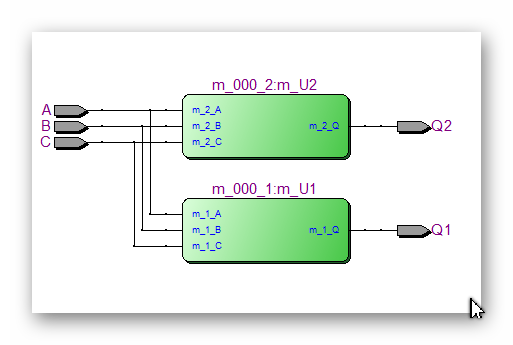 m_000_2:m_U2
A
B
C
m_2_A
m_2_B
m_2_C
m_2_Q
Q2
m_000_1:m_U1
m_1_A
m_1_B
m_1_C
m_1_Q
Q1